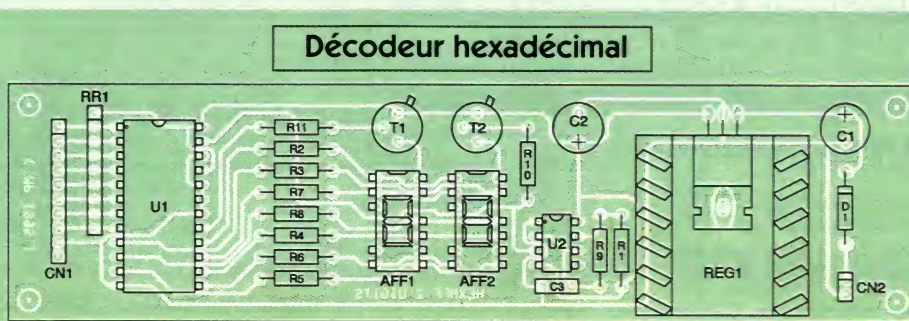 Décodeur hexadécimal
RR1
CN1
U1
R11
R2
R3
R7
R8
R4
R6
R5
T1
T2
AFF1
AFF2
R10
U2
C3
C2
R9
R1
REG1
C1
D1
CN2